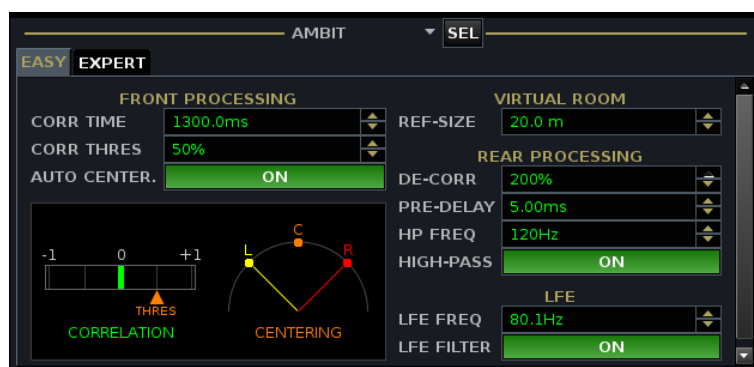 AMBIT SEL
EASY EXPERT
FRONT PROCESSING
CORR TIME 1300.0ms
CORR THRES 50%
AUTO CENTER. ON
-1 0 +1
THRES
CORRELATION
L C R
CENTERING
VIRTUAL ROOM
REF-SIZE 20.0 m
REAR PROCESSING
DE-CORR 200%
PRE-DELAY 5.00ms
HP FREQ 120Hz
HIGH-PASS ON
LFE
LFE FREQ 80.1Hz
LFE FILTER ON